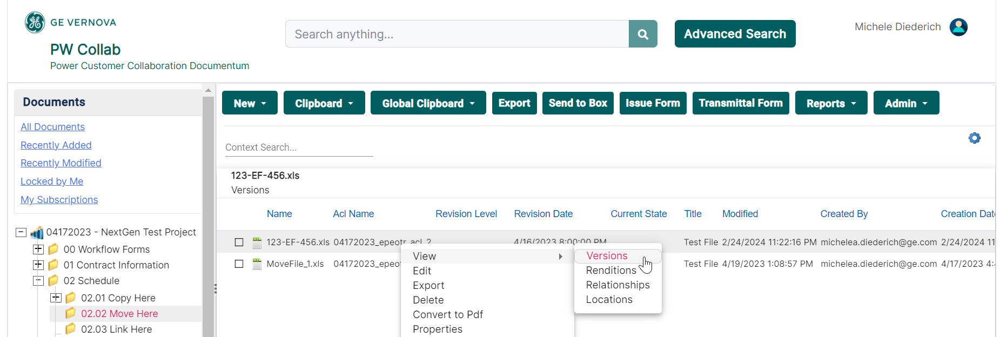 GE VERNOVA
PW Collab
Power Customer Collaboration Documentum
Search anything...
Advanced Search
Michele Diederich
Documents
All Documents
Recently Added
Recently Modified
Locked by Me
My Subscriptions
04172023 - NextGen Test Project
00 Workflow Forms
01 Contract Information
02 Schedule
02.01 Copy Here
02.02 Move Here
02.03 Link Here
New Clipboard Global Clipboard Export Send to Box Issue Form Transmittal Form Reports Admin
Context Search...
123-EF-456.xls
Versions
Name Acl Name Revision Level Revision Date Current State Title Modified Created By Creation Date
123-EF-456.xls 04172023_epeotr_acl_2 4/16/2023 8:00:00 PM Test File 2/24/2024 11:22:16 PM michelea.diederich@ge.com 2/24/2024 11
MoveFile_1.xls 04172023_epeot Test File 4/19/2023 1:08:57 PM michelea.diederich@ge.com 4/17/2023 4:
View
Edit
Export
Delete
Convert to Pdf
Properties
Versions
Renditions
Relationships
Locations